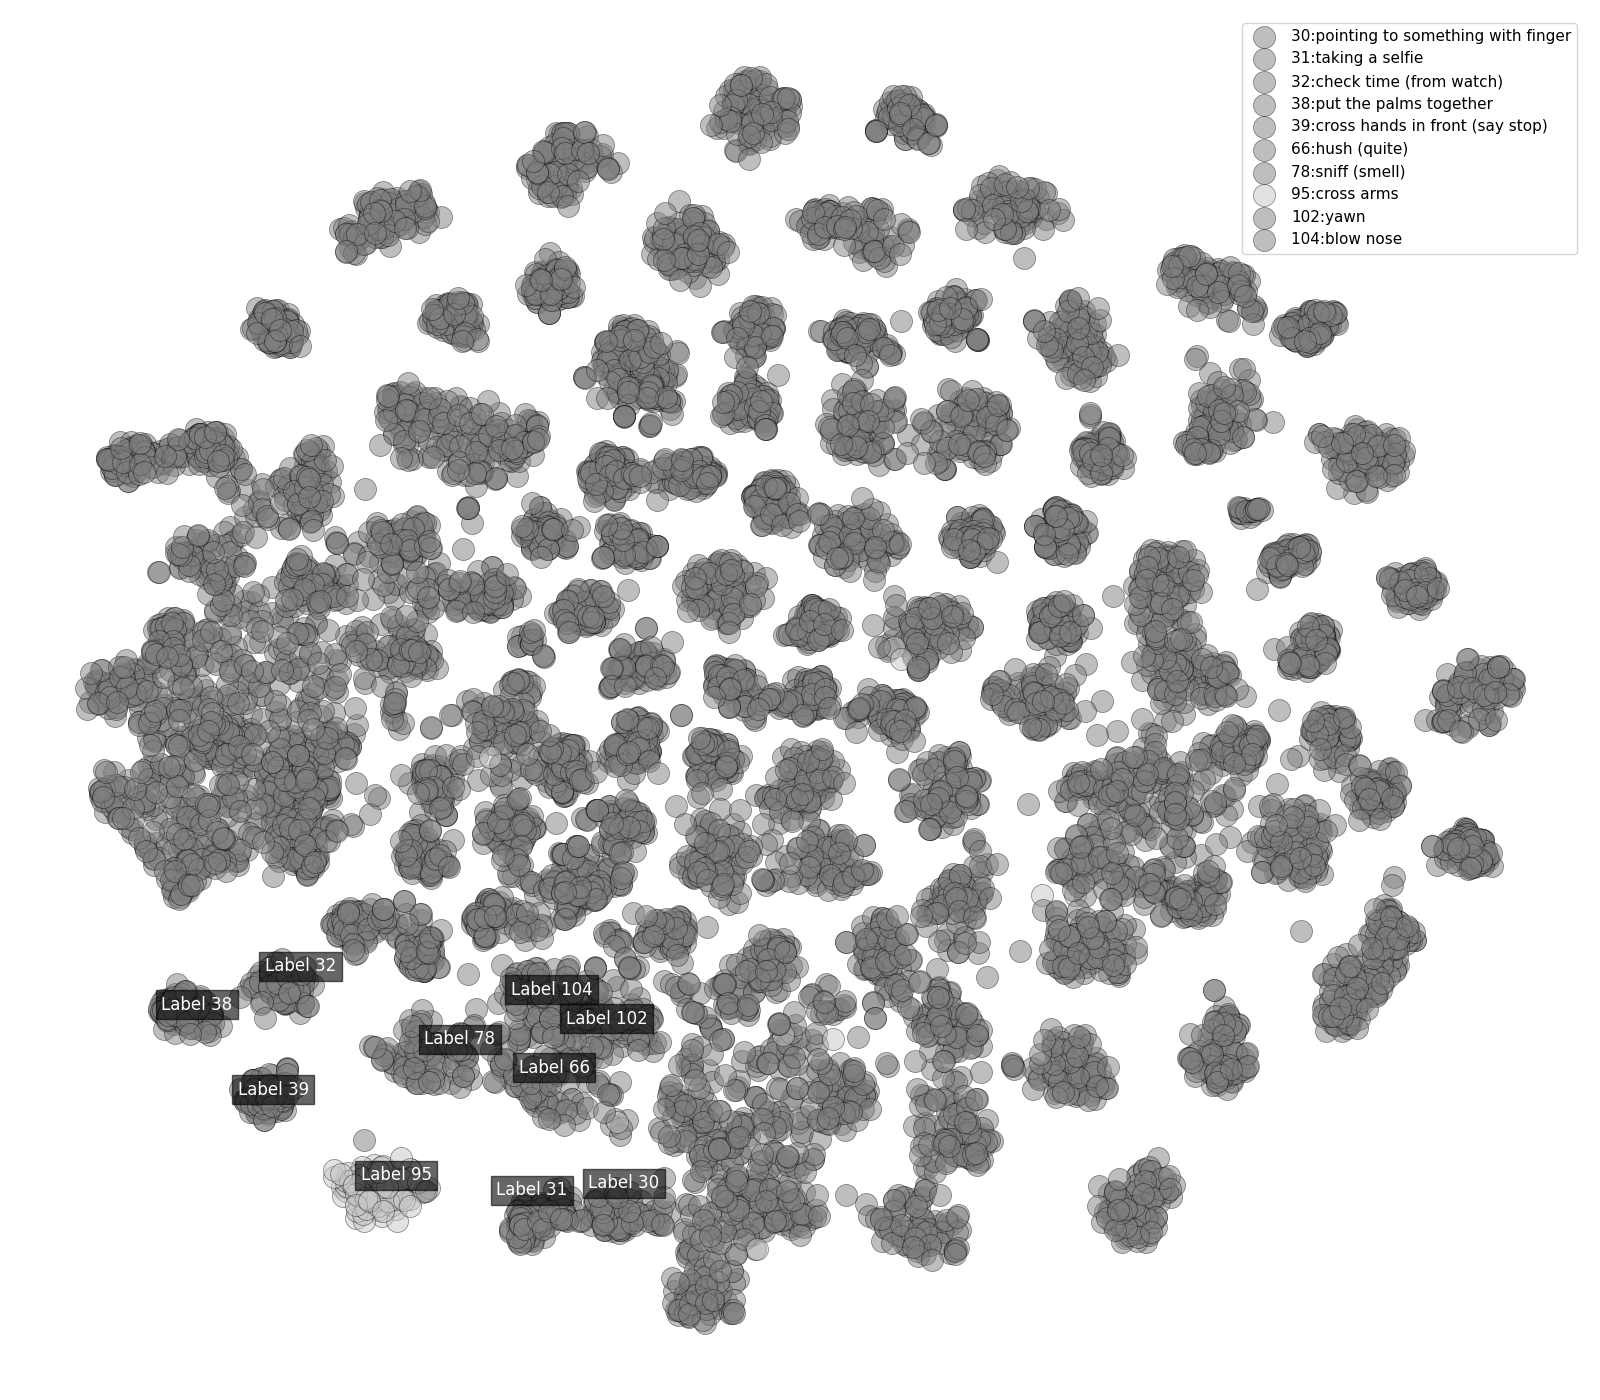 30:pointing to something with finger
31:taking a selfie
32:check time (from watch)
38:put the palms together
39:cross hands in front (say stop)
66:hush (quite)
78:sniff (smell)
95:cross arms
102:yawn
104:blow nose
Label 32
Label 104
Label 38
Label 102
Label 78
Label 66
Label 39
Label 95
Label 30
Label 31